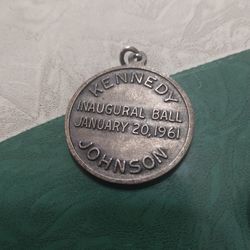 KENNEDY
INAUGURAL BALL
JANUARY 20, 1961
JOHNSON